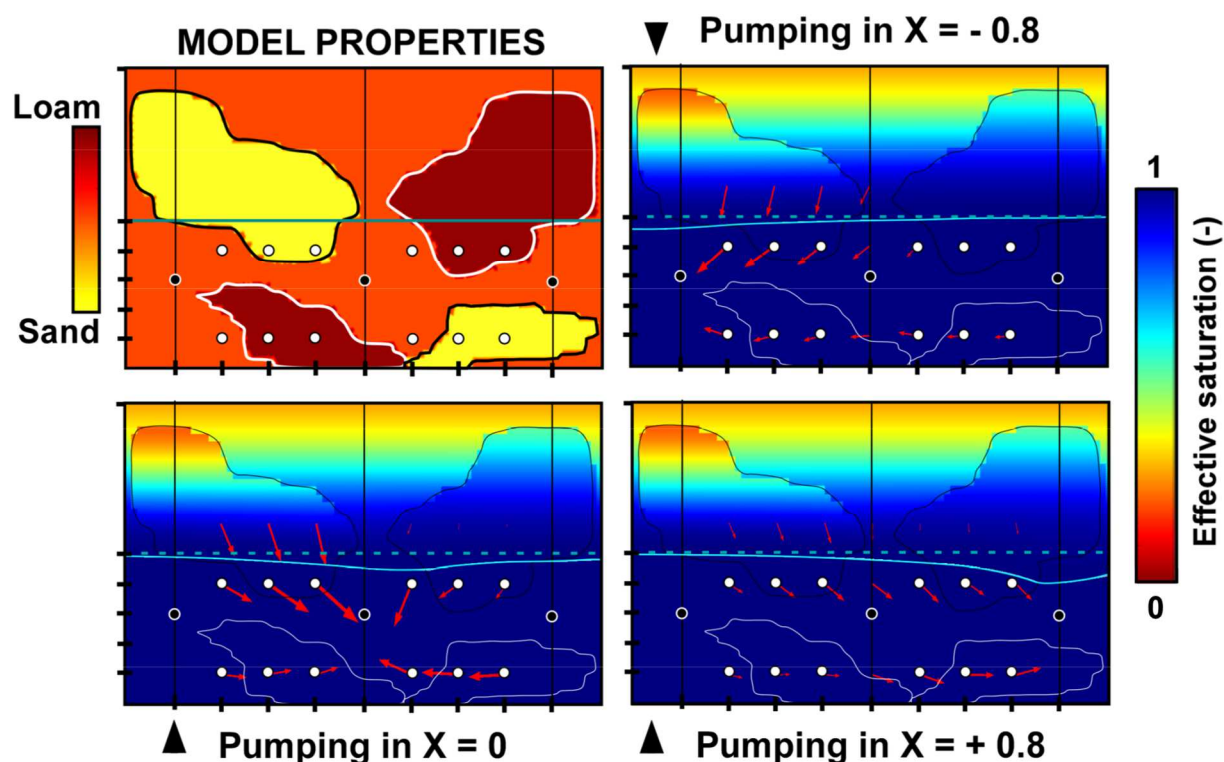 MODEL PROPERTIES
Pumping in X = - 0.8
Loam
Sand
1
Effective saturation (-)
0
Pumping in X = 0
Pumping in X = + 0.8